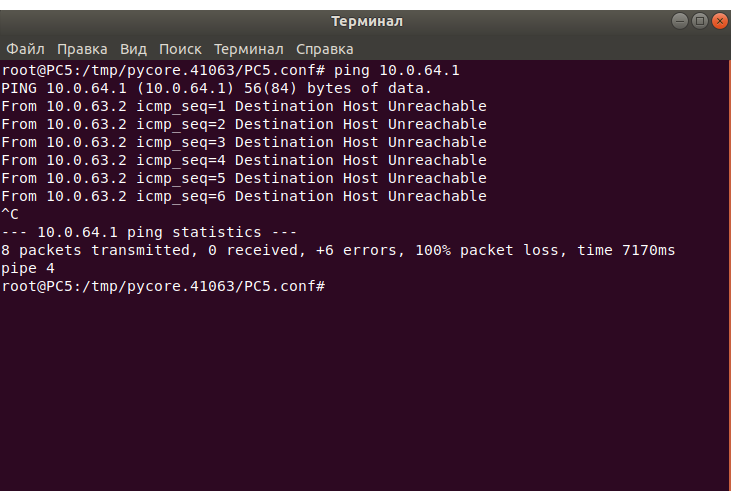 Терминал
Файл Правка Вид Поиск Терминал Справка
root@PC5:/tmp/pycore.41063/PC5.conf# ping 10.0.64.1
PING 10.0.64.1 (10.0.64.1) 56(84) bytes of data.
From 10.0.63.2 icmp_seq=1 Destination Host Unreachable
From 10.0.63.2 icmp_seq=2 Destination Host Unreachable
From 10.0.63.2 icmp_seq=3 Destination Host Unreachable
From 10.0.63.2 icmp_seq=4 Destination Host Unreachable
From 10.0.63.2 icmp_seq=5 Destination Host Unreachable
From 10.0.63.2 icmp_seq=6 Destination Host Unreachable
^C
--- 10.0.64.1 ping statistics ---
8 packets transmitted, 0 received, +6 errors, 100% packet loss, time 7170ms
pipe 4
root@PC5:/tmp/pycore.41063/PC5.conf#